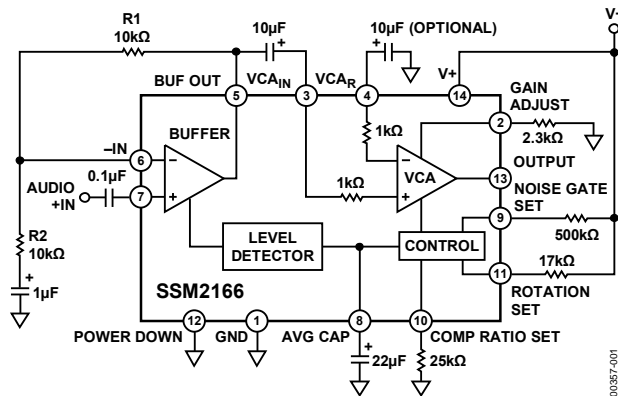 R1
10kΩ
10µF
+
10µF (OPTIONAL)
+
V+
BUF OUT
VCAIN
VCAR
V+
GAIN
ADJUST
5
3
4
14
2
2.3kΩ
1kΩ
BUFFER
–IN
6
–
0.1µF
AUDIO
+IN
7
+
1kΩ
–
VCA
+
OUTPUT
13
NOISE GATE
SET
9
500kΩ
R2
10kΩ
+
1µF
LEVEL
DETECTOR
CONTROL
17kΩ
11
ROTATION
SET
SSM2166
12
1
8
10
POWER DOWN
GND
AVG CAP
COMP RATIO SET
+
22µF
25kΩ
00357-001